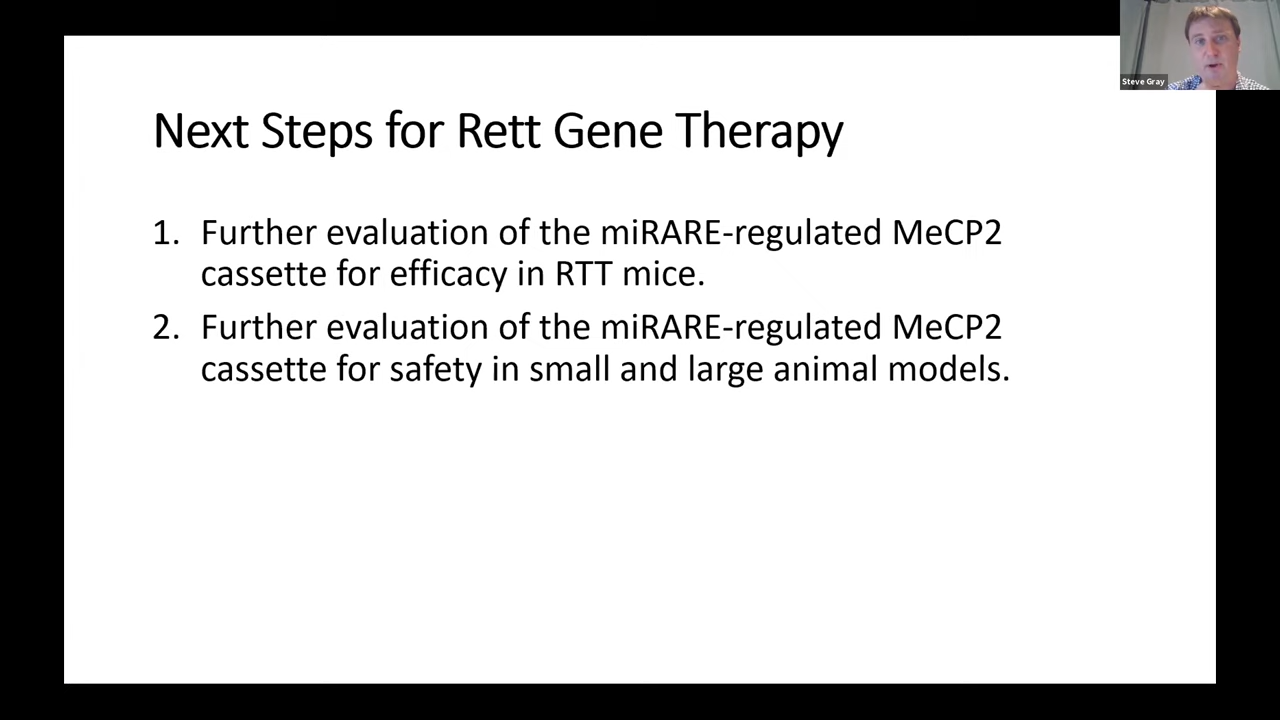 Steve Gray
Next Steps for Rett Gene Therapy
1. Further evaluation of the miRARE-regulated MeCP2
cassette for efficacy in RTT mice.
2. Further evaluation of the miRARE-regulated MeCP2
cassette for safety in small and large animal models.